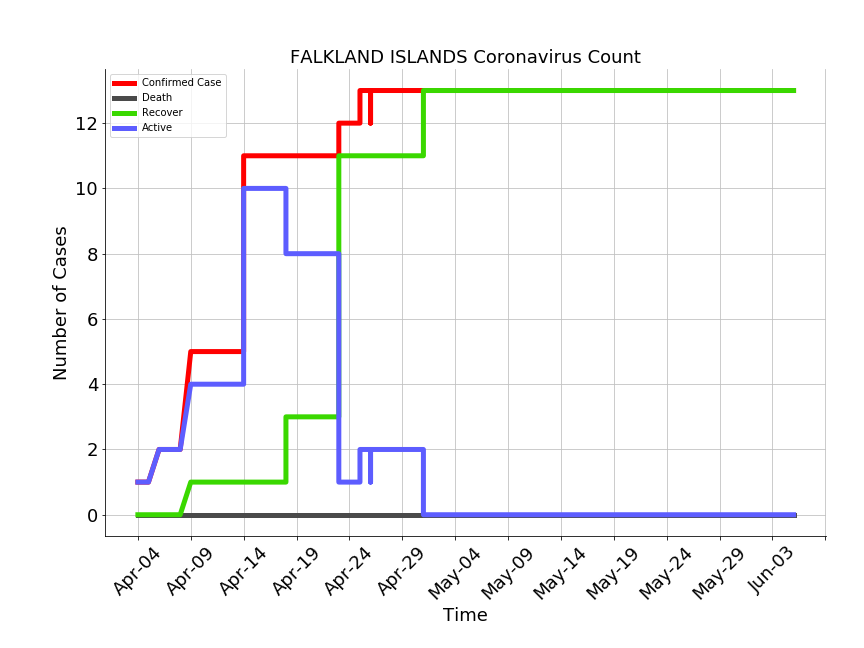 FALKLAND ISLANDS Coronavirus Count
Confirmed Case
Death
Recover
Active
Number of Cases
12
10
8
6
4
2
0
Apr-04
Apr-09
Apr-14
Apr-19
Apr-24
Apr-29
May-04
May-09
May-14
May-19
May-24
May-29
Jun-03
Time